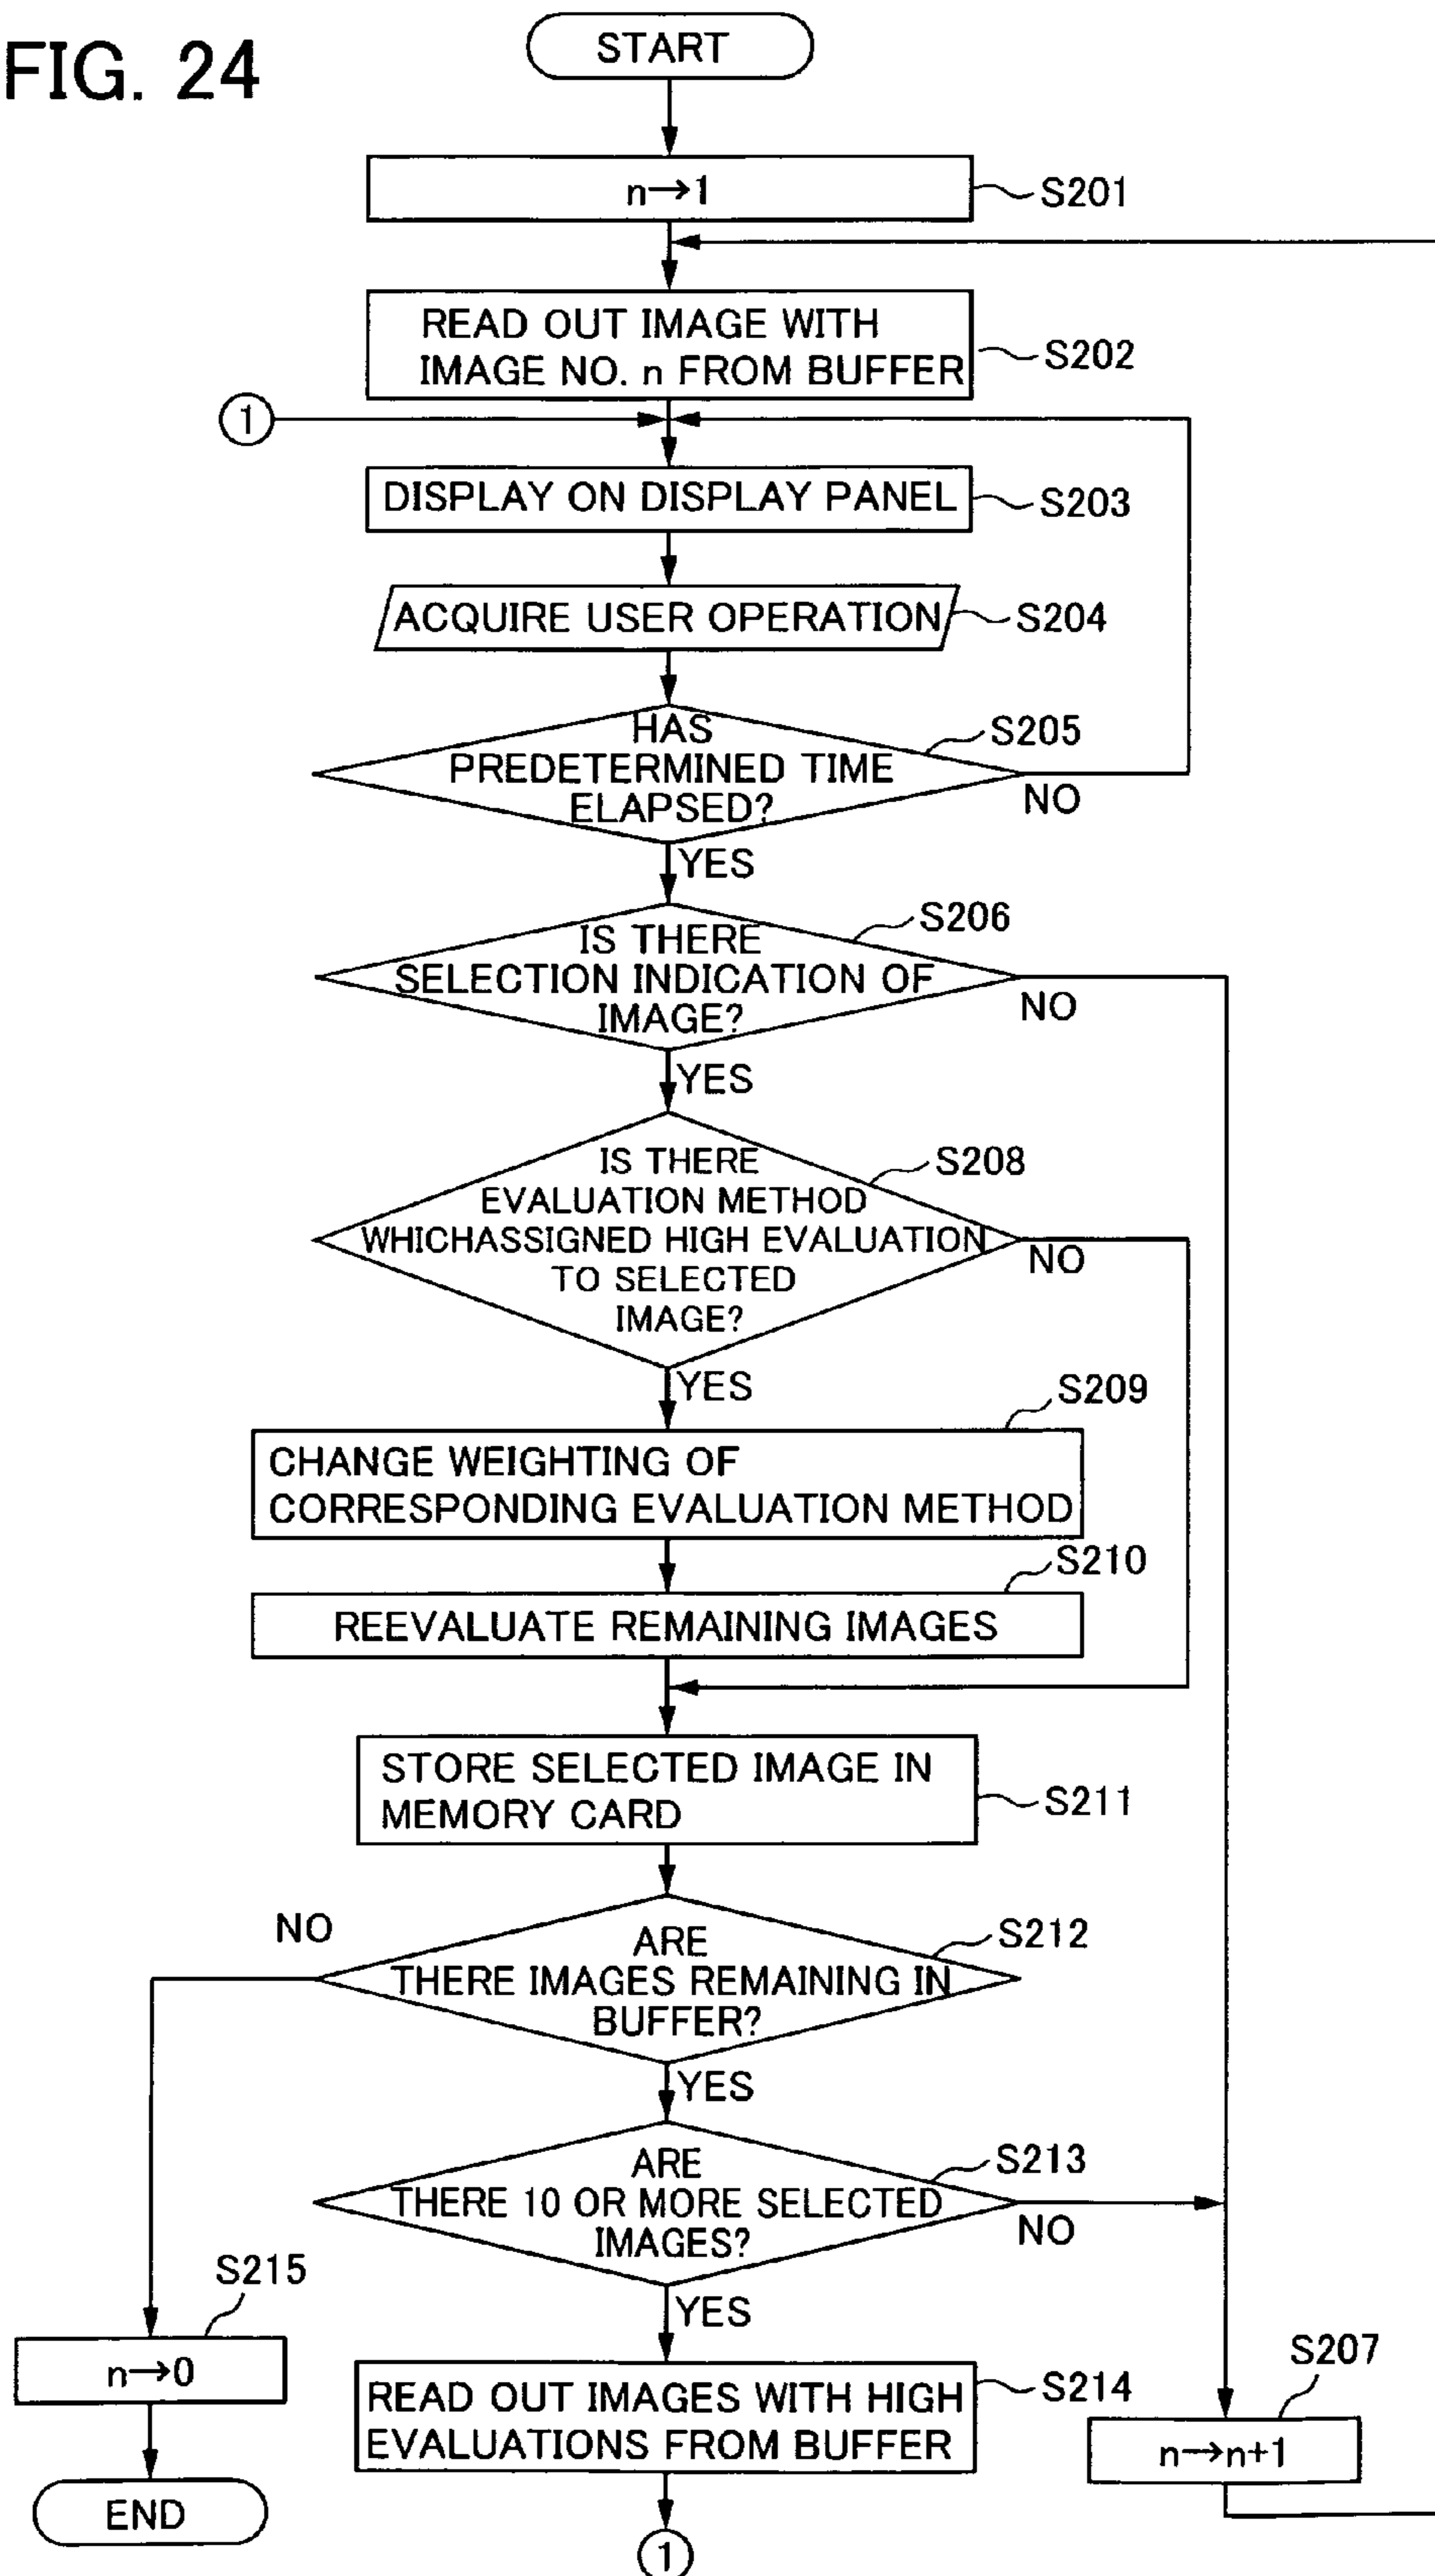 FIG. 24
START
n→1
S201
READ OUT IMAGE WITH
IMAGE NO. n FROM BUFFER
S202
1
DISPLAY ON DISPLAY PANEL
S203
ACQUIRE USER OPERATION
S204
HAS
PREDETERMINED TIME
ELAPSED?
S205
NO
YES
IS THERE
SELECTION INDICATION OF
IMAGE?
S206
NO
YES
IS THERE
EVALUATION METHOD
WHICHASSIGNED HIGH EVALUATION
TO SELECTED
IMAGE?
S208
NO
YES
S209
CHANGE WEIGHTING OF
CORRESPONDING EVALUATION METHOD
S210
REEVALUATE REMAINING IMAGES
STORE SELECTED IMAGE IN
MEMORY CARD
S211
NO
ARE
THERE IMAGES REMAINING IN
BUFFER?
S212
YES
ARE
THERE 10 OR MORE SELECTED
IMAGES?
S213
NO
YES
S215
n→0
END
READ OUT IMAGES WITH HIGH
EVALUATIONS FROM BUFFER
S214
S207
n→n+1
1